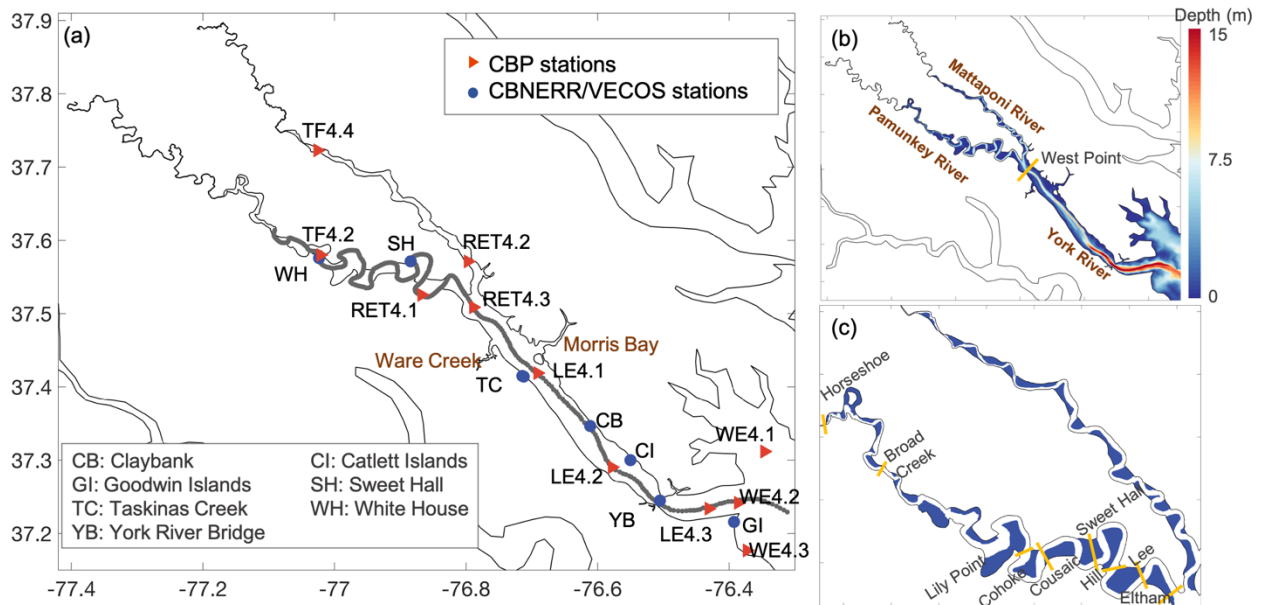 (a)
CBP stations
CBNERR/VECOS stations
37.9
37.8
37.7
37.6
37.5
37.4
37.3
37.2
-77.4
-77.2
-77
-76.8
-76.6
-76.4
TF4.4
TF4.2
WH
SH
RET4.2
RET4.1
RET4.3
Ware Creek
Morris Bay
TC
LE4.1
CB
CI
WE4.1
LE4.2
YB
LE4.3
WE4.2
GI
WE4.3
CB: Claybank
GI: Goodwin Islands
TC: Taskinas Creek
YB: York River Bridge
CI: Catlett Islands
SH: Sweet Hall
WH: White House
(b)
Depth (m)
15
7.5
0
Mattaponi River
Pamunkey River
West Point
York River
(c)
Horseshoe
Broad
Creek
Lily Point
Cohoke
Cousaic
Sweet Hall
Hill
Lee
Eltham